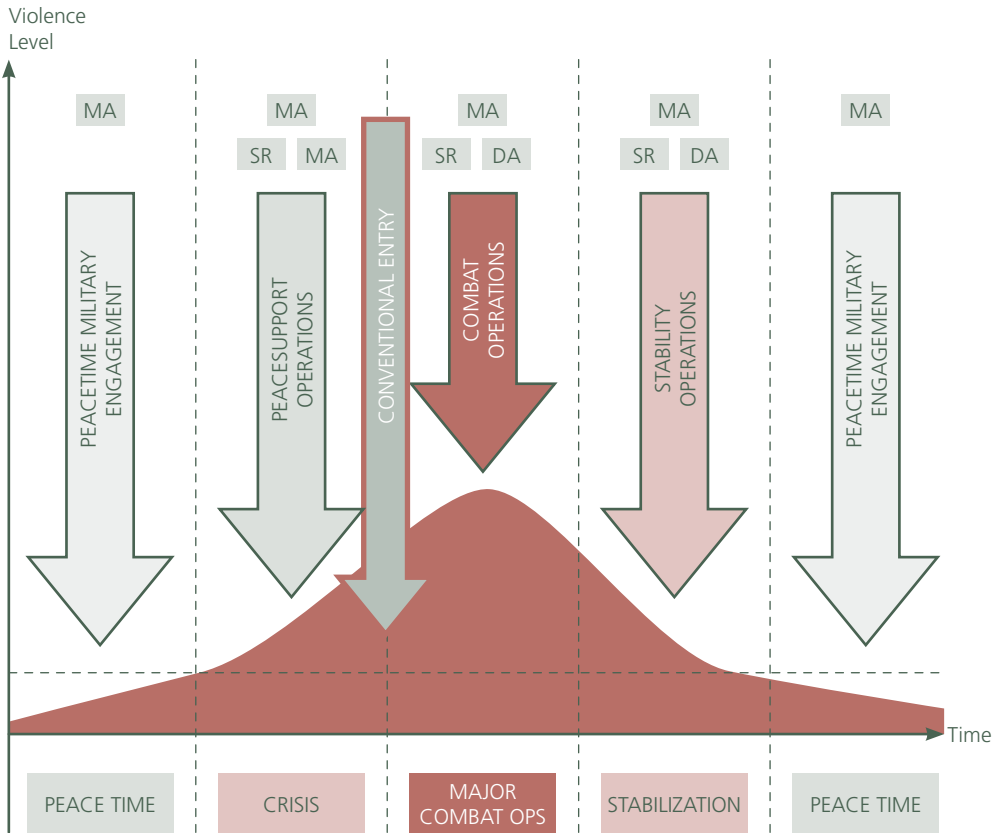 Violence
Level
MA
MA
MA
MA
MA
SR
MA
SR
DA
SR
DA
PEACETIME MILITARY
ENGAGEMENT
PEACESUPPORT
OPERATIONS
CONVENTIONAL ENTRY
COMBAT
OPERATIONS
STABILITY
OPERATIONS
PEACETIME MILITARY
ENGAGEMENT
Time
PEACE TIME
CRISIS
MAJOR
COMBAT OPS
STABILIZATION
PEACE TIME